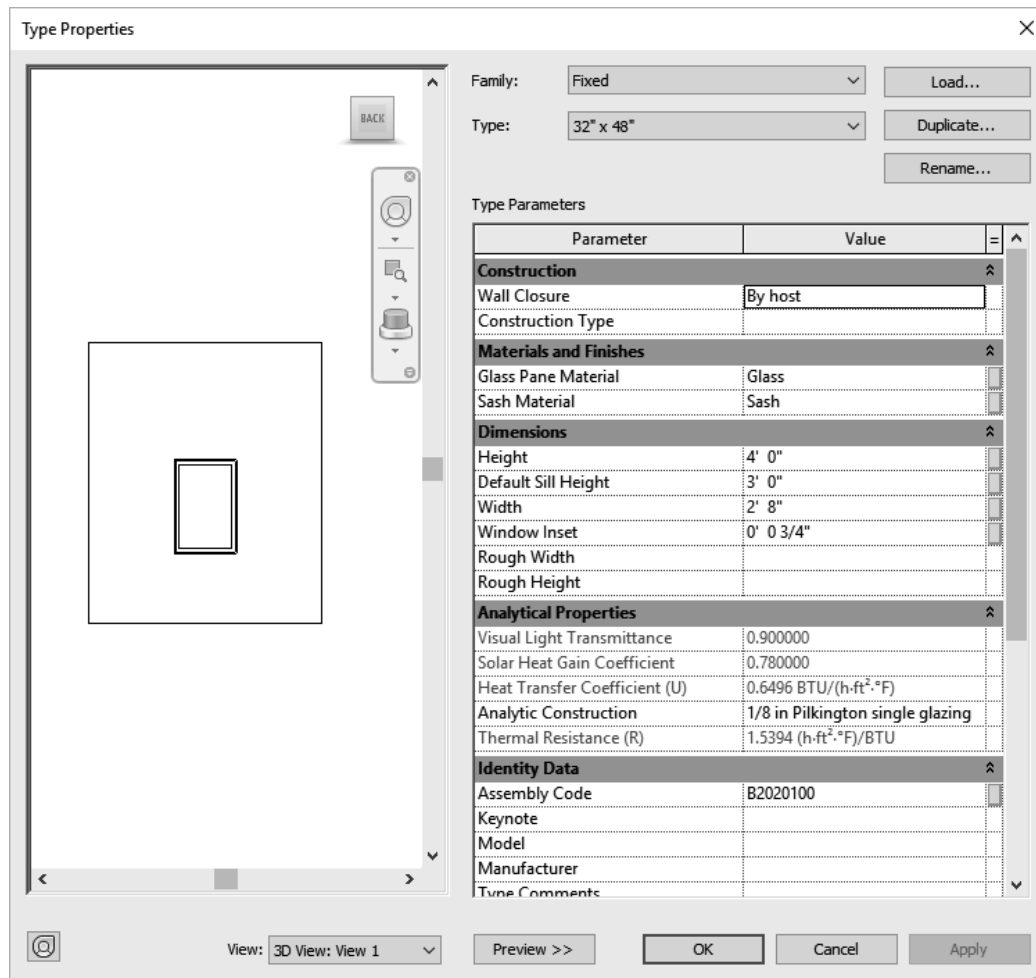 Type Properties
BACK
Family: Fixed Load...
Type: 32" x 48" Duplicate...
Rename...
Type Parameters
Parameter Value =
Construction
Wall Closure By host
Construction Type
Materials and Finishes
Glass Pane Material Glass
Sash Material Sash
Dimensions
Height 4' 0"
Default Sill Height 3' 0"
Width 2' 8"
Window Inset 0' 0 3/4"
Rough Width
Rough Height
Analytical Properties
Visual Light Transmittance 0.900000
Solar Heat Gain Coefficient 0.780000
Heat Transfer Coefficient (U) 0.6496 BTU/(h·ft²·°F)
Analytic Construction 1/8 in Pilkington single glazing
Thermal Resistance (R) 1.5394 (h·ft²·°F)/BTU
Identity Data
Assembly Code B2020100
Keynote
Model
Manufacturer
Type Comments
View: 3D View: View 1 Preview >> OK Cancel Apply